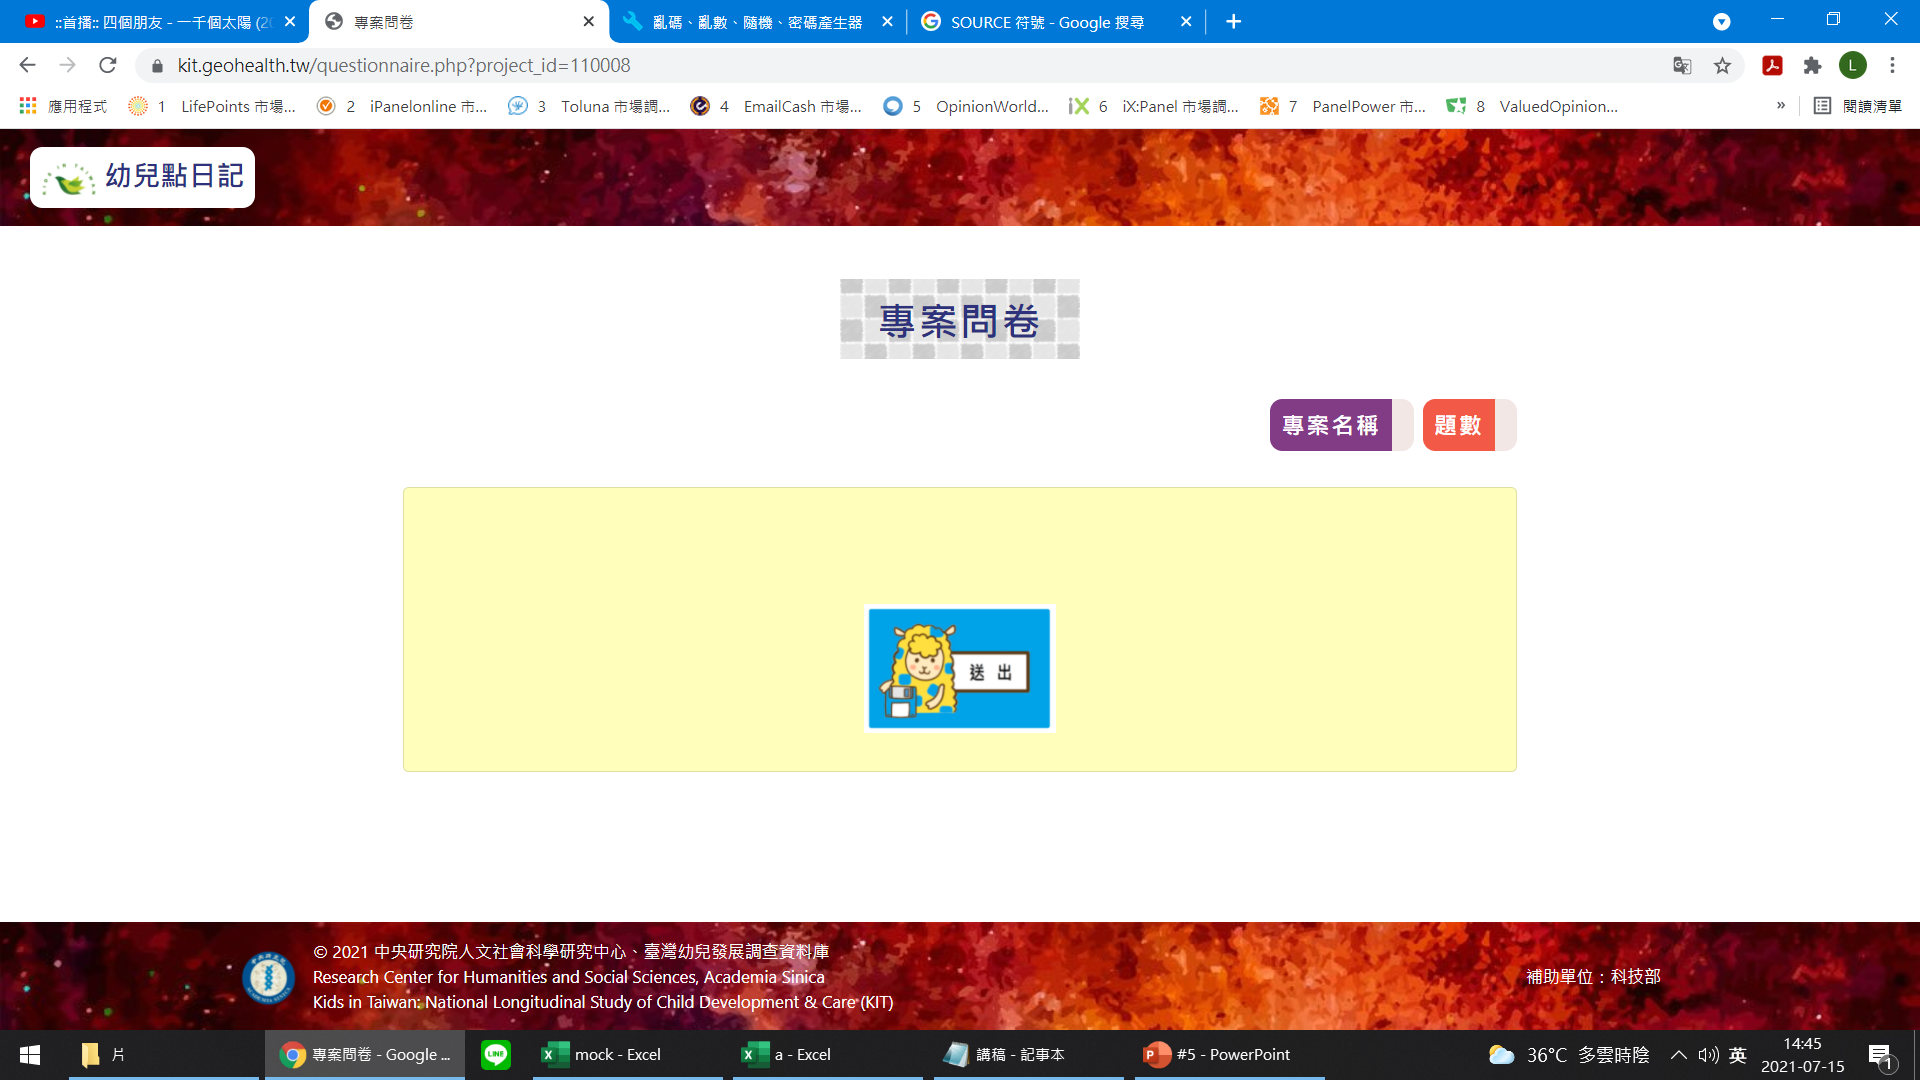 ::首播:: 四個朋友 - 一千個太陽 (20
專案問卷
亂碼、亂數、隨機、密碼產生器
SOURCE 符號 - Google 搜尋
kit.geohealth.tw/questionnaire.php?project_id=110008
L
應用程式
1 LifePoints 市場...
2 iPanelonline 市...
3 Toluna 市場調...
4 EmailCash 市場...
5 OpinionWorld...
6 iX:Panel 市場調...
7 PanelPower 市...
8 ValuedOpinion...
»
閱讀清單
幼兒點日記
專案問卷
專案名稱
題數
送出
© 2021 中央研究院人文社會科學研究中心、臺灣幼兒發展調查資料庫
Research Center for Humanities and Social Sciences, Academia Sinica
Kids in Taiwan: National Longitudinal Study of Child Development & Care (KIT)
補助單位：科技部
片
專案問卷 - Google ...
LINE
mock - Excel
a - Excel
講稿 - 記事本
#5 - PowerPoint
36°C 多雲時陰
英
14:45
2021-07-15
1